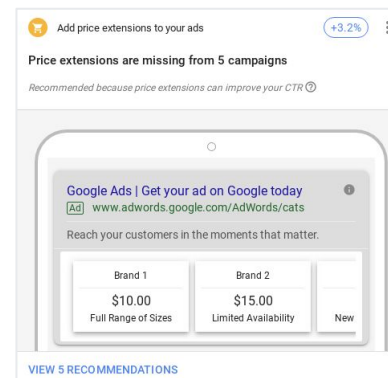 Add price extensions to your ads
+3.2%
Price extensions are missing from 5 campaigns
Recommended because price extensions can improve your CTR
Google Ads | Get your ad on Google today
Ad www.adwords.google.com/AdWords/cats
Reach your customers in the moments that matter.
Brand 1 Brand 2
$10.00 $15.00
Full Range of Sizes Limited Availability New
VIEW 5 RECOMMENDATIONS